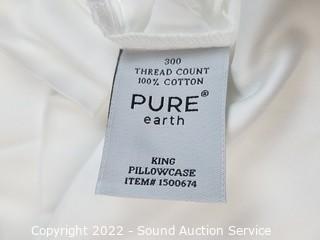 300
THREAD COUNT
100% COTTON
PURE®
earth
KING
PILLOWCASE
ITEM# 1500674
Copyright 2022 - Sound Auction Service